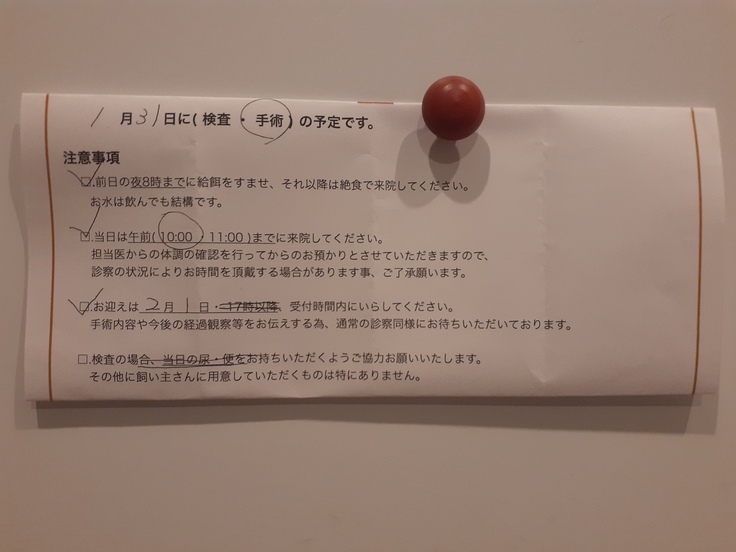 1月31日に(検査・手術)の予定です。
注意事項
□.前日の夜8時までに給餌をすませ、それ以降は絶食で来院してください。
お水は飲んでも結構です。
□.当日は午前(10:00・11:00)までに来院してください。
担当医からの体調の確認を行ってからのお預かりとさせていただきますので、
診察の状況によりお時間を頂戴する場合があります事、ご了承願います。
□.お迎えは2月1日・17時以降、受付時間内にいらしてください。
手術内容や今後の経過観察等をお伝えする為、通常の診察同様にお待ちいただいております。
□.検査の場合、当日の尿・便をお持ちいただくようご協力お願いいたします。
その他に飼い主さんに用意していただくものは特にありません。